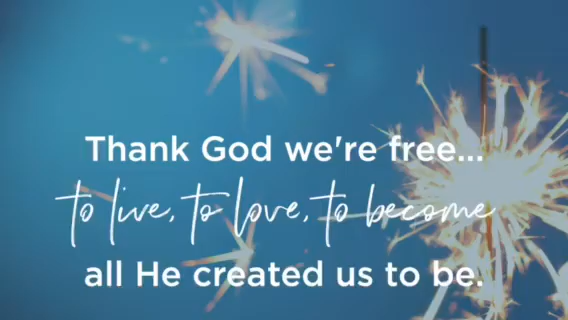 Thank God we're free...
to live, to love, to become
all He created us to be.